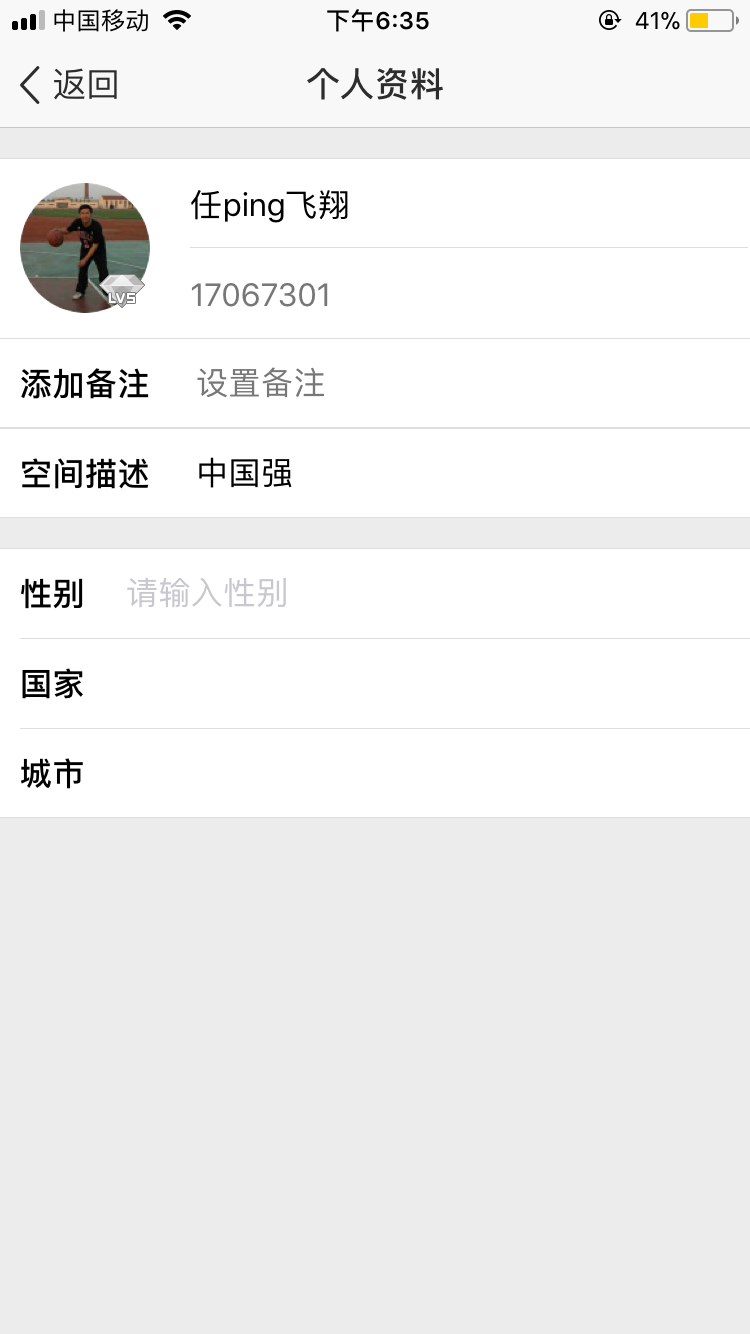 中国移动 下午6:35 41%
返回 个人资料
任ping飞翔
LV5
17067301
添加备注 设置备注
空间描述 中国强
性别 请输入性别
国家
城市